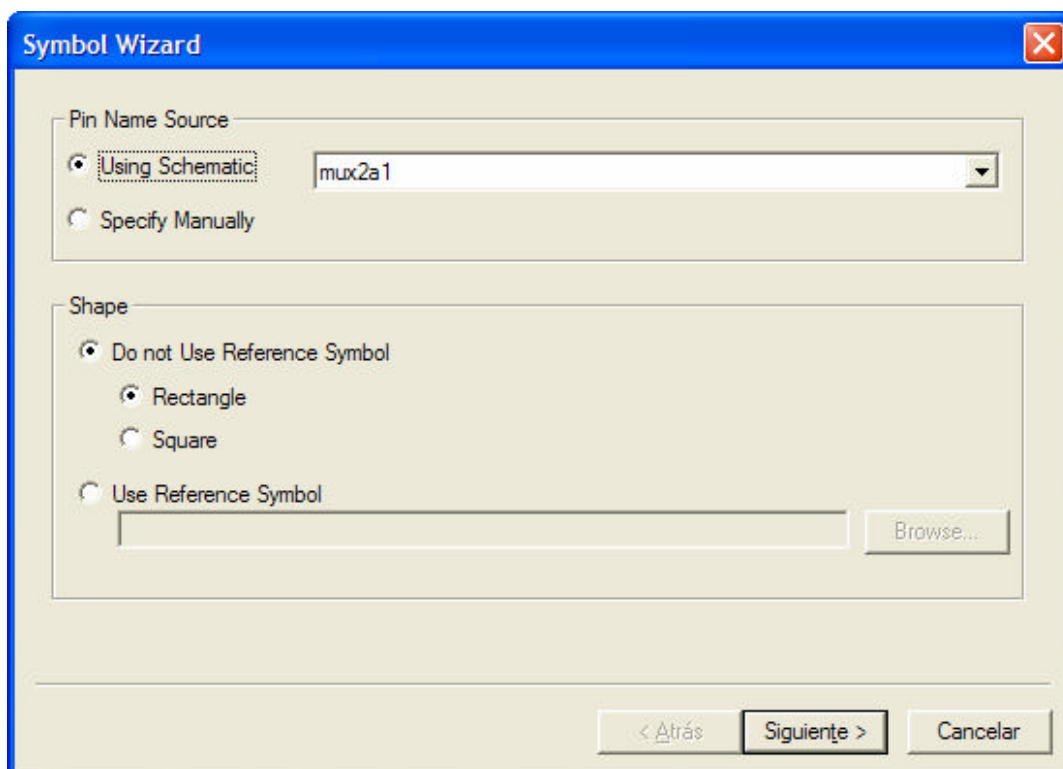 Symbol Wizard
Pin Name Source
Using Schematic mux2a1
Specify Manually
Shape
Do not Use Reference Symbol
Rectangle
Square
Use Reference Symbol
Browse...
< Atrás Siguiente > Cancelar